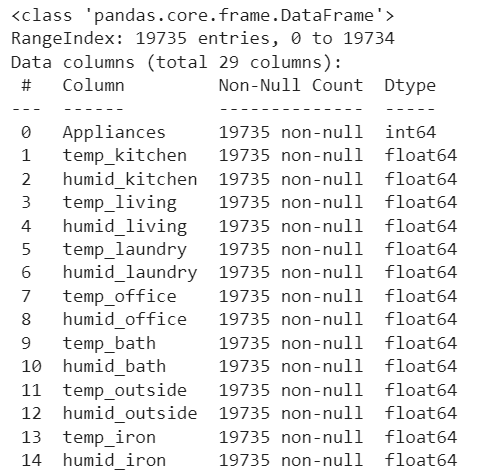 <class 'pandas.core.frame.DataFrame'>
RangeIndex: 19735 entries, 0 to 19734
Data columns (total 29 columns):
 #   Column          Non-Null Count  Dtype
---  ------          --------------  -----
 0   Appliances      19735 non-null  int64
 1   temp_kitchen    19735 non-null  float64
 2   humid_kitchen   19735 non-null  float64
 3   temp_living     19735 non-null  float64
 4   humid_living    19735 non-null  float64
 5   temp_laundry    19735 non-null  float64
 6   humid_laundry   19735 non-null  float64
 7   temp_office     19735 non-null  float64
 8   humid_office    19735 non-null  float64
 9   temp_bath       19735 non-null  float64
 10  humid_bath      19735 non-null  float64
 11  temp_outside    19735 non-null  float64
 12  humid_outside   19735 non-null  float64
 13  temp_iron       19735 non-null  float64
 14  humid_iron      19735 non-null  float64